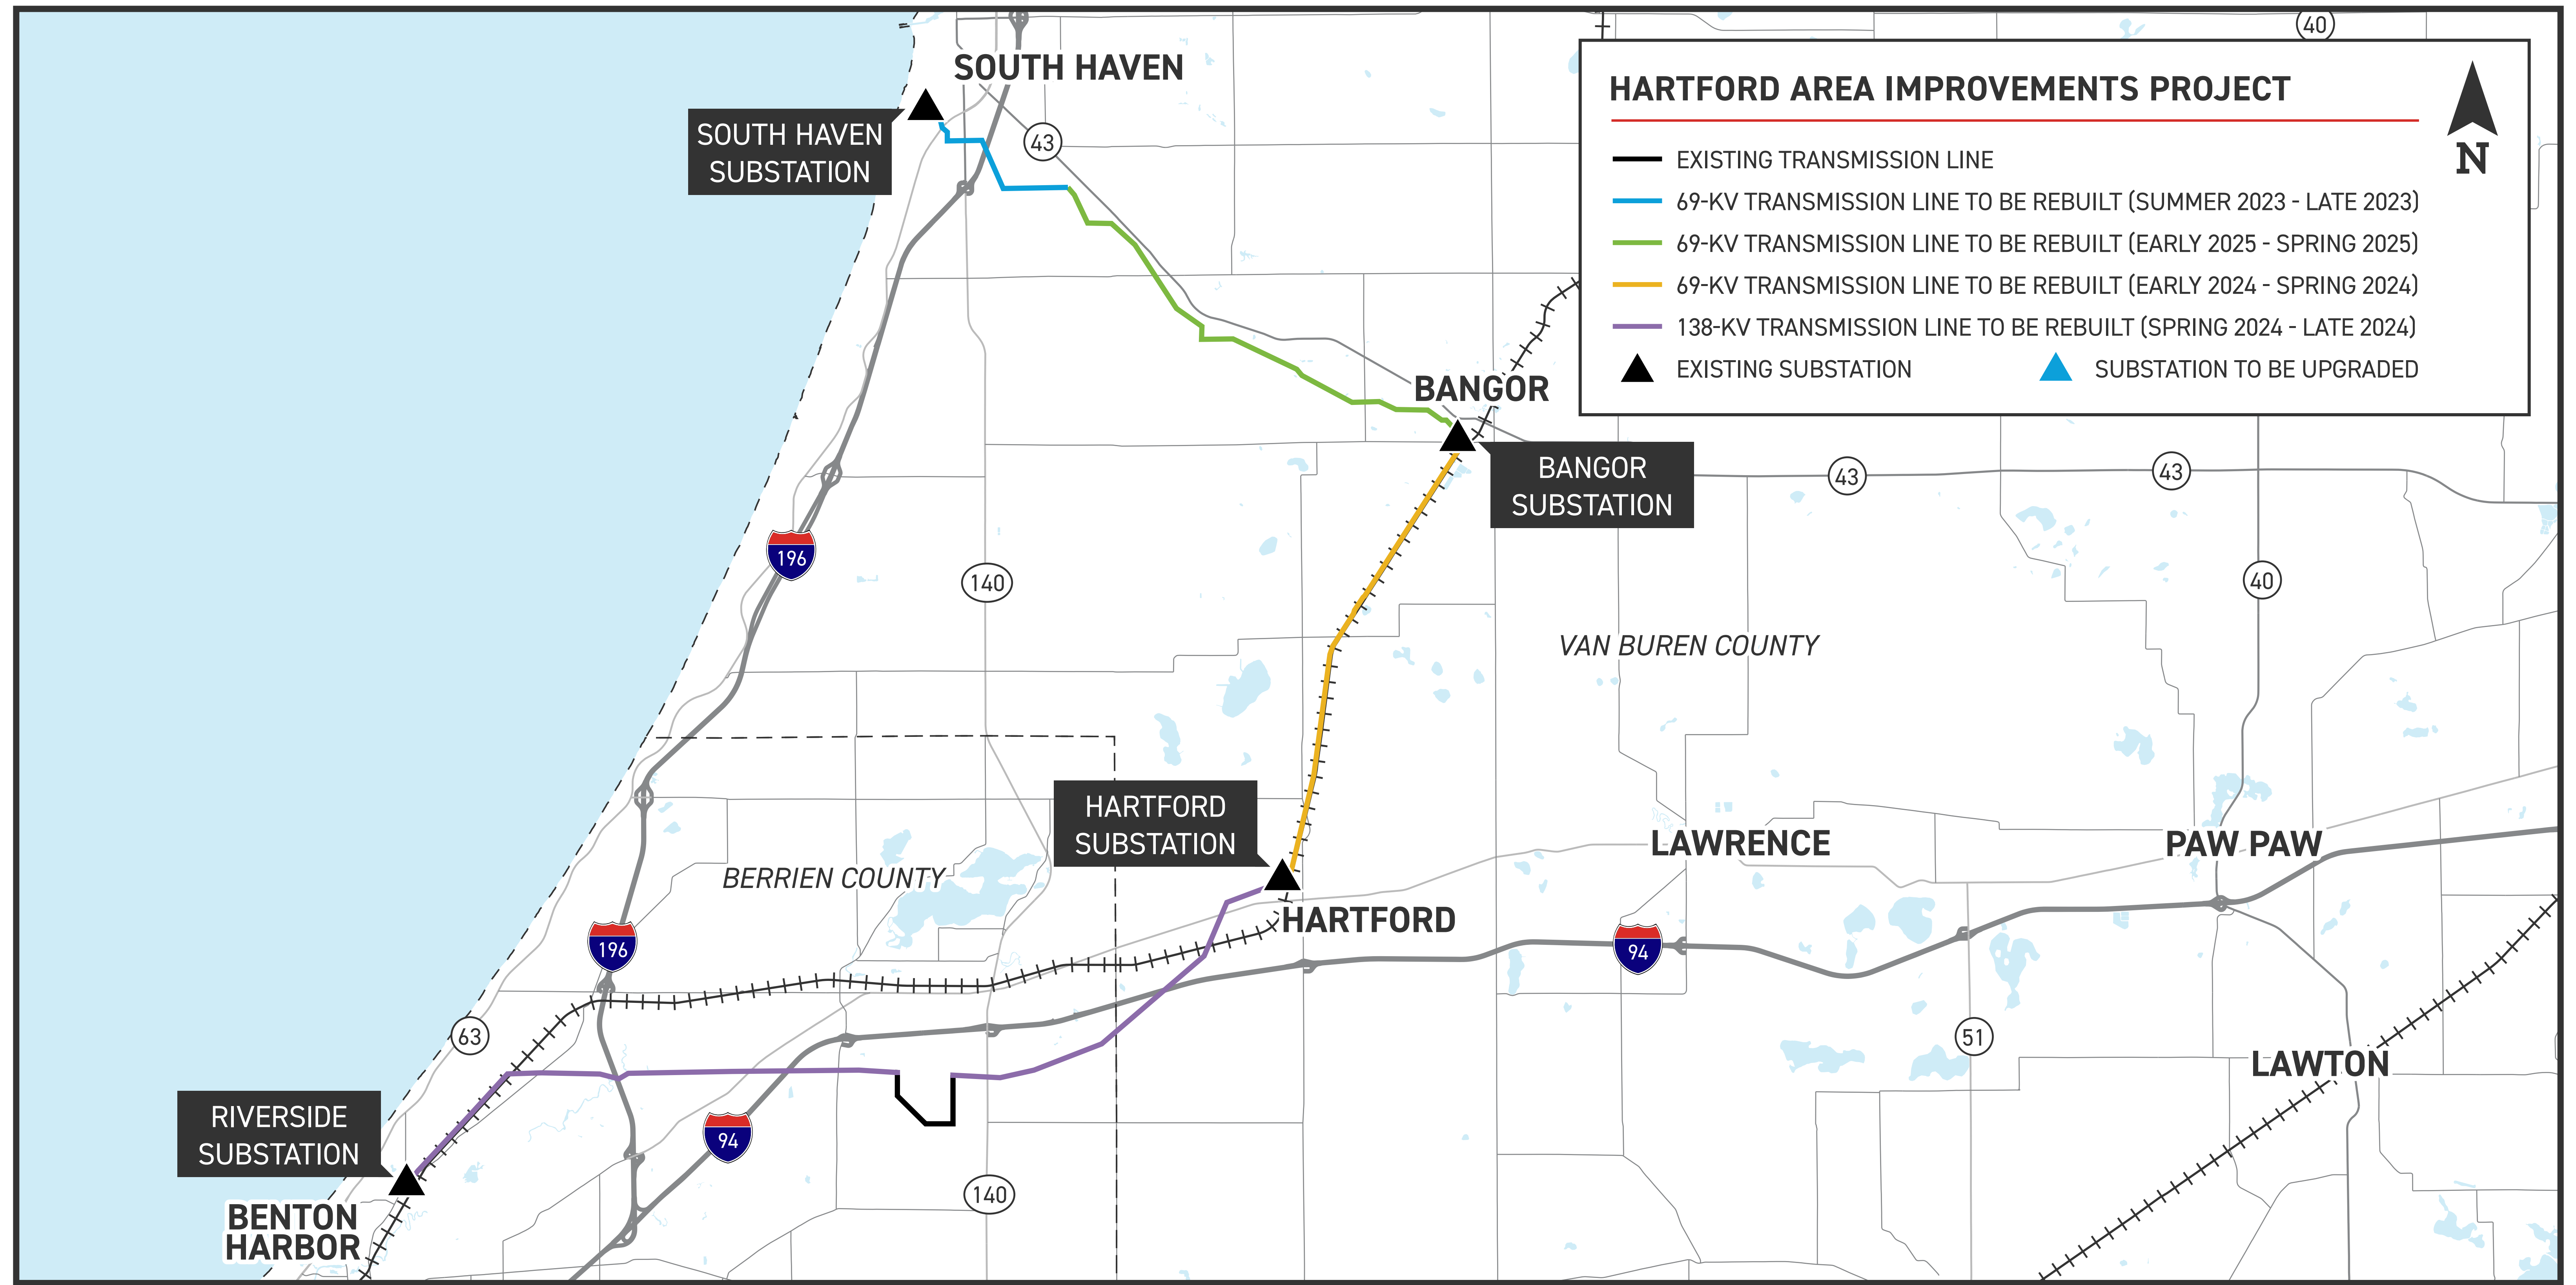 40
SOUTH HAVEN
HARTFORD AREA IMPROVEMENTS PROJECT
N
EXISTING TRANSMISSION LINE
69-KV TRANSMISSION LINE TO BE REBUILT (SUMMER 2023 - LATE 2023)
69-KV TRANSMISSION LINE TO BE REBUILT (EARLY 2025 - SPRING 2025)
69-KV TRANSMISSION LINE TO BE REBUILT (EARLY 2024 - SPRING 2024)
138-KV TRANSMISSION LINE TO BE REBUILT (SPRING 2024 - LATE 2024)
EXISTING SUBSTATION
SUBSTATION TO BE UPGRADED
SOUTH HAVEN
SUBSTATION
43
BANGOR
BANGOR
SUBSTATION
43
43
196
140
40
VAN BUREN COUNTY
HARTFORD
SUBSTATION
LAWRENCE
PAW PAW
BERRIEN COUNTY
HARTFORD
196
94
63
51
LAWTON
RIVERSIDE
SUBSTATION
94
140
BENTON
HARBOR